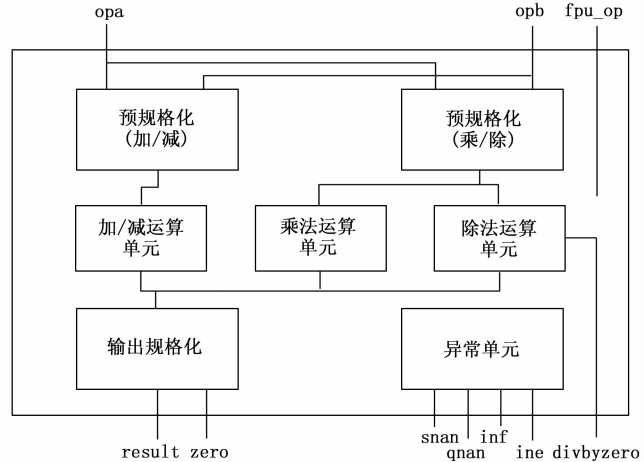 opa
opb
fpu_op
预规格化
(加/减)
预规格化
(乘/除)
加/减运算
单元
乘法运算
单元
除法运算
单元
输出规格化
异常单元
result
zero
snan
qnan
inf
ine
divbyzero